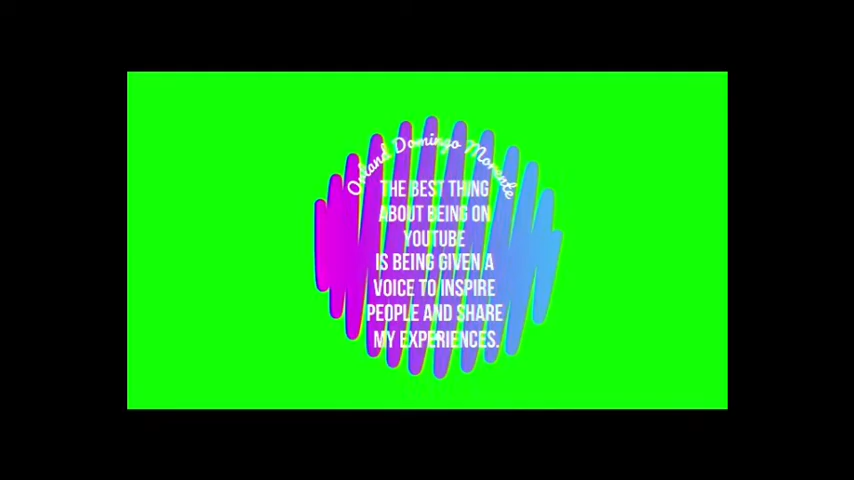 Orland Domingo Morente
THE BEST THING
ABOUT BEING ON
YOUTUBE
IS BEING GIVEN A
VOICE TO INSPIRE
PEOPLE AND SHARE
MY EXPERIENCES.